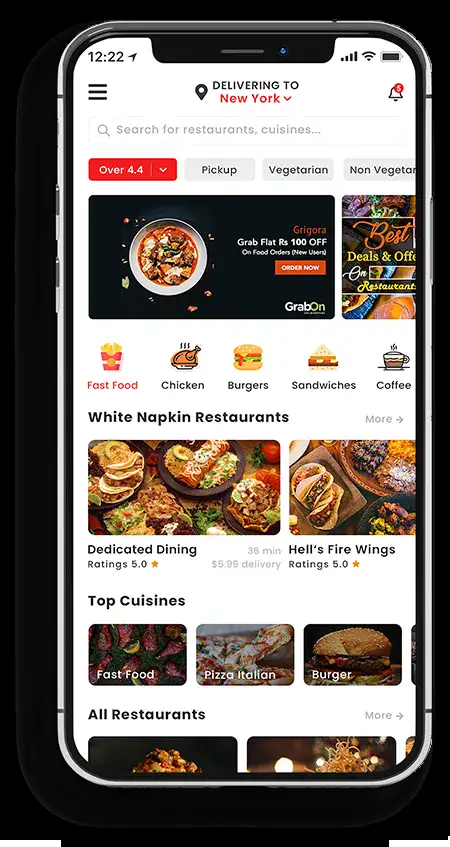 12:22
DELIVERING TO
New York
5
Search for restaurants, cuisines...
Over 4.4 Pickup Vegetarian Non Vegetar
Grigora
Grab Flat Rs 100 OFF
On Food Orders (New Users)
ORDER NOW
GrabOn
Best
Deals & Offe
On
Restaurant
Fast Food Chicken Burgers Sandwiches Coffee
White Napkin Restaurants More
Dedicated Dining 36 min Hell's Fire Wings
Ratings 5.0 $5.99 delivery Ratings 5.0
Top Cuisines
Fast Food Pizza Italian Burger
All Restaurants More